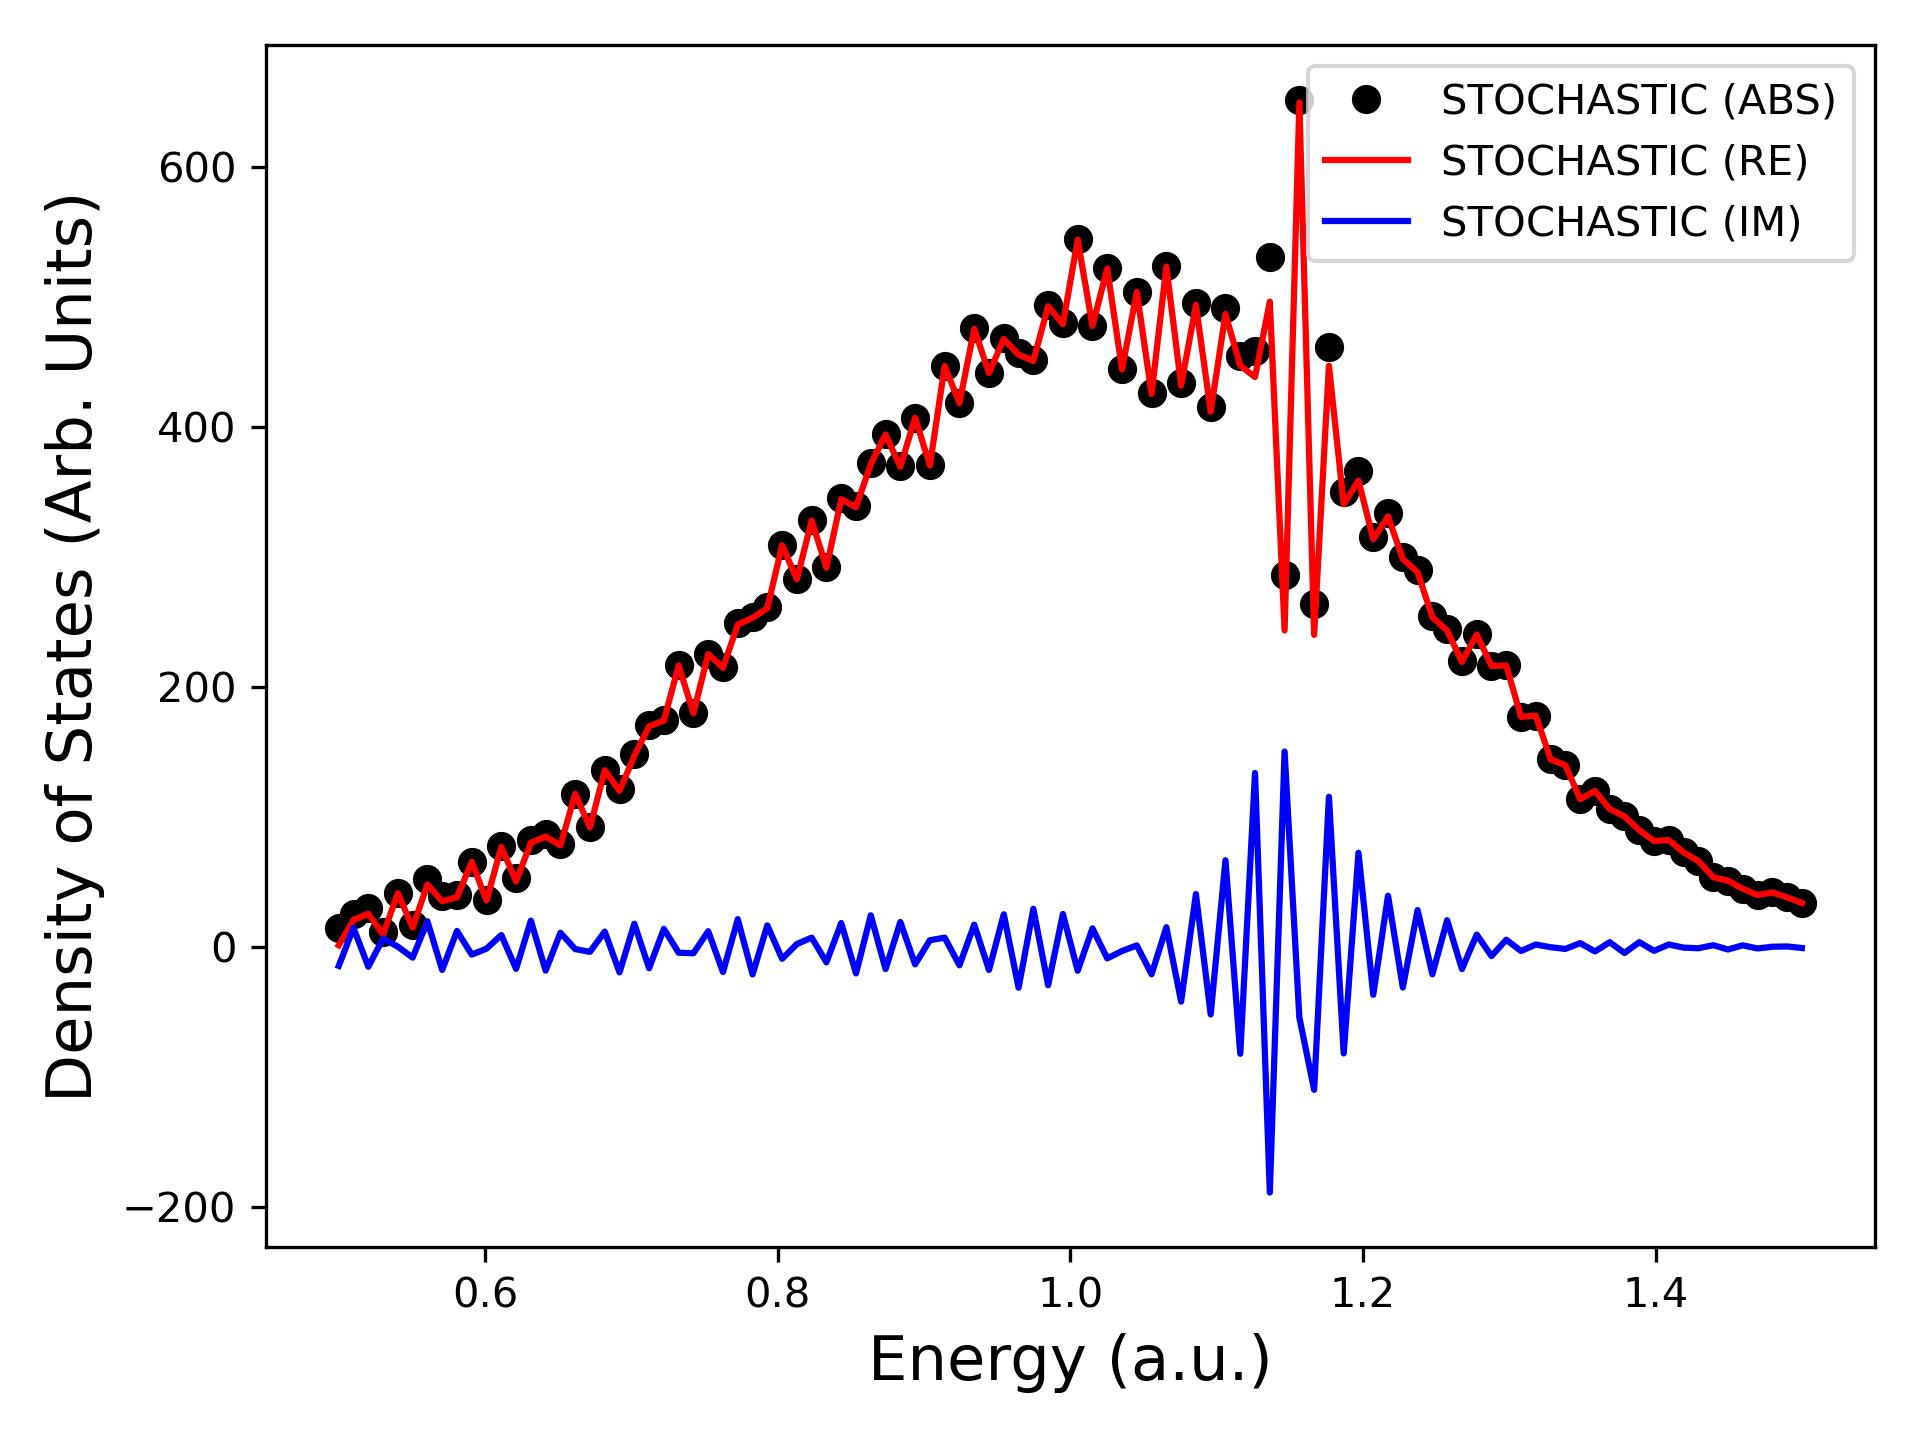 STOCHASTIC (ABS)
STOCHASTIC (RE)
STOCHASTIC (IM)
Density of States (Arb. Units)
600
400
200
0
−200
0.6 0.8 1.0 1.2 1.4
Energy (a.u.)